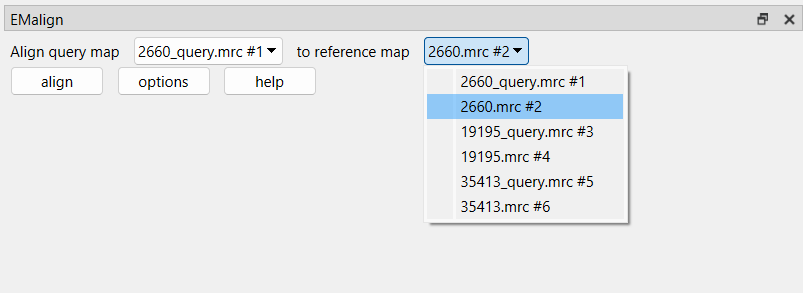 EMalign
Align query map 2660_query.mrc #1 to reference map 2660.mrc #2
align options help
2660_query.mrc #1
2660.mrc #2
19195_query.mrc #3
19195.mrc #4
35413_query.mrc #5
35413.mrc #6